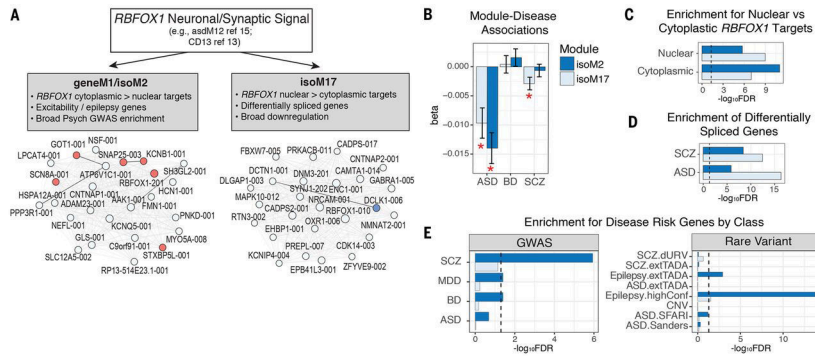 A
RBFOX1 Neuronal/Synaptic Signal
(e.g., asdM12 ref 15;
CD13 ref 13)
geneM1/isoM2
• RBFOX1 cytoplasmic > nuclear targets
• Excitability / epilepsy genes
• Broad Psych GWAS enrichment
isoM17
• RBFOX1 nuclear > cytoplasmic targets
• Differentially spliced genes
• Broad downregulation
NSF-001
GOT1-001
SNAP25-003
KCNB1-001
LPCAT4-001
ATP6V1C1-001
SH3GL2-001
SCN8A-001
RBFOX1-201
HCN1-001
HSPA12A-001
CNTNAP1-001
AAK1-001
FMN1-001
ADAM23-001
PPP3R1-001
PNKD-001
NEFL-001
KCNQ5-001
MYO5A-008
GLS-001
C9orf91-001
STXBP5L-001
SLC12A5-002
RP13-514E23.1-001
CADPS-017
FBXW7-005
PRKACB-011
CNTNAP2-001
DCTN1-001
DNM3-201
CAMTA1-014
DLGAP1-003
SYNJ1-202
ENC1-001
GABRA1-005
MAPK10-012
NRCAM-001
DCLK1-006
CADPS2-001
RBFOX1-010
RTN3-002
OXR1-006
NMNAT2-001
EHBP1-001
PREPL-007
CDK14-003
KCNIP4-004
EPB41L3-001
ZFYVE9-002
B
Module-Disease
Associations
Module
isoM2
isoM17
0.000
−0.005
−0.010
−0.015
beta
*
*
*
ASD
BD
SCZ
C
Enrichment for Nuclear vs
Cytoplasmic RBFOX1 Targets
Nuclear
Cytoplasmic
0
3
6
9
-log10FDR
D
Enrichment of Differentially
Spliced Genes
SCZ
ASD
0
5
10
15
-log10FDR
E
Enrichment for Disease Risk Genes by Class
GWAS
SCZ
MDD
BD
ASD
0
2
4
6
-log10FDR
Rare Variant
SCZ.dURV
SCZ.extTADA
Epilepsy.extTADA
ASD.extTADA
Epilepsy.highConf
CNV
ASD.SFARI
ASD.Sanders
0
5
10
-log10FDR